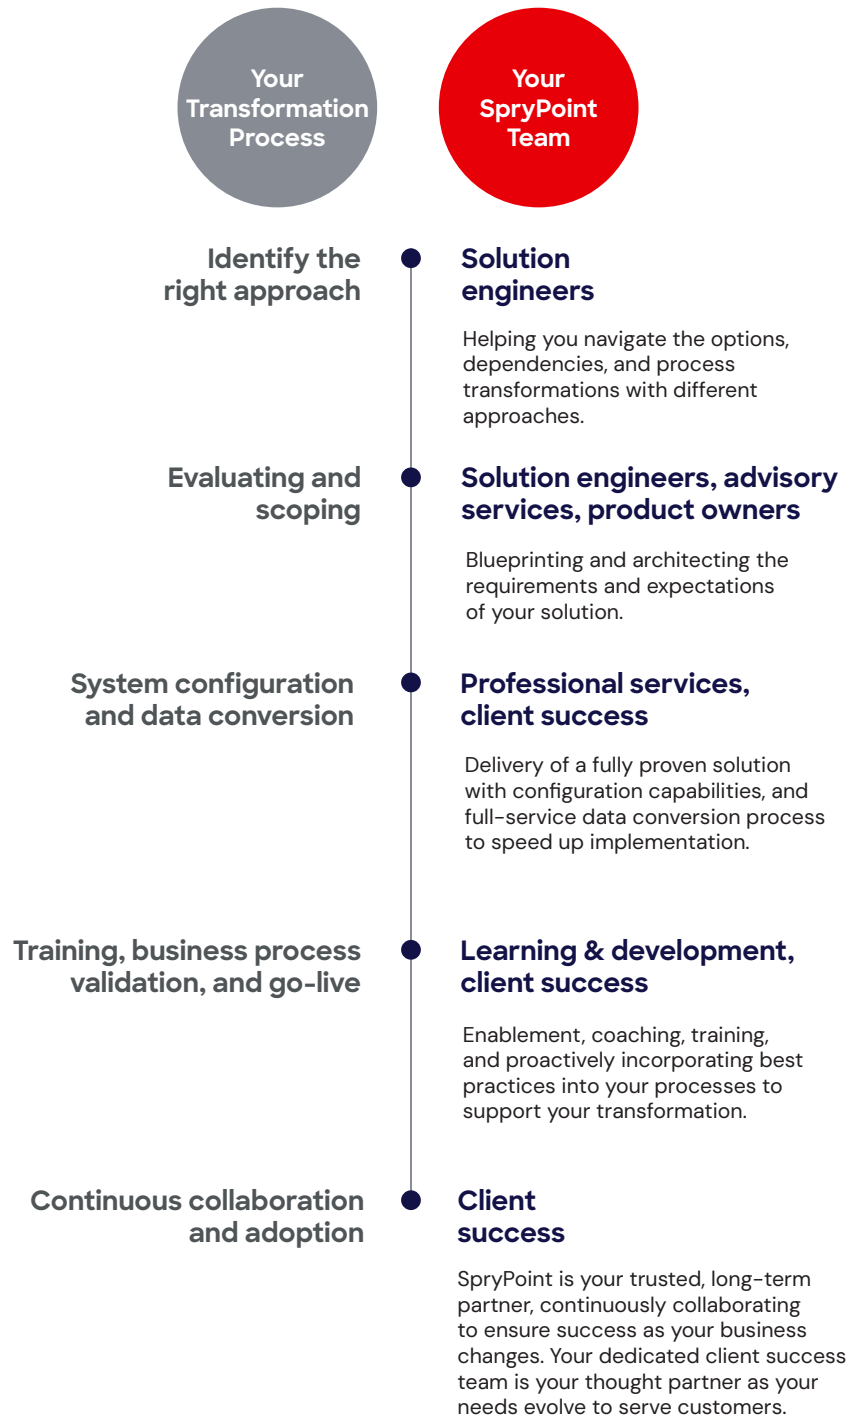 Your
Transformation
Process
Your
SpryPoint
Team
Identify the
right approach
Solution
engineers
Helping you navigate the options,
dependencies, and process
transformations with different
approaches.
Evaluating and
scoping
Solution engineers, advisory
services, product owners
Blueprinting and architecting the
requirements and expectations
of your solution.
System configuration
and data conversion
Professional services,
client success
Delivery of a fully proven solution
with configuration capabilities, and
full-service data conversion process
to speed up implementation.
Training, business process
validation, and go-live
Learning & development,
client success
Enablement, coaching, training,
and proactively incorporating best
practices into your processes to
support your transformation.
Continuous collaboration
and adoption
Client
success
SpryPoint is your trusted, long-term
partner, continuously collaborating
to ensure success as your business
changes. Your dedicated client success
team is your thought partner as your
needs evolve to serve customers.